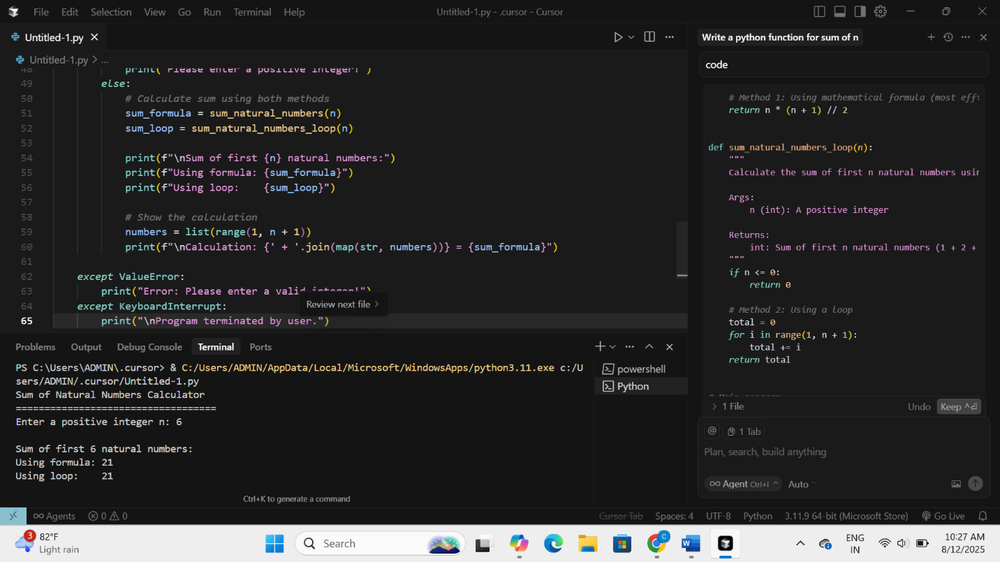 File Edit Selection View Go Run Terminal Help
Untitled-1.py - .cursor - Cursor
Untitled-1.py
Untitled-1.py > ...
48 print("Please enter a positive integer!")
49 else:
50 # Calculate sum using both methods
51 sum_formula = sum_natural_numbers(n)
52 sum_loop = sum_natural_numbers_loop(n)
53
54 print(f"\nSum of first {n} natural numbers:")
55 print(f"Using formula: {sum_formula}")
56 print(f"Using loop:    {sum_loop}")
57
58 # Show the calculation
59 numbers = list(range(1, n + 1))
60 print(f"\nCalculation: {' + '.join(map(str, numbers))} = {sum_formula}")
61
62 except ValueError:
63 print("Error: Please enter a valid integer!")
64 except KeyboardInterrupt:
65 print("\nProgram terminated by user.")
Review next file >
Problems Output Debug Console Terminal Ports
PS C:\Users\ADMIN\.cursor> & C:/Users/ADMIN/AppData/Local/Microsoft/WindowsApps/python3.11.exe c:/U
sers/ADMIN/.cursor/Untitled-1.py
Sum of Natural Numbers Calculator
===================================
Enter a positive integer n: 6
Sum of first 6 natural numbers:
Using formula: 21
Using loop:    21
Ctrl+K to generate a command
powershell
Python
Write a python function for sum of n
code
# Method 1: Using mathematical formula (most effi
return n * (n + 1) // 2
def sum_natural_numbers_loop(n):
"""
Calculate the sum of first n natural numbers usin
Args:
n (int): A positive integer
Returns:
int: Sum of first n natural numbers (1 + 2 +
"""
if n <= 0:
return 0
# Method 2: Using a loop
total = 0
for i in range(1, n + 1):
total += i
return total
# Main program
> 1 File Undo Keep ^⏎
@ 1 Tab
Plan, search, build anything
∞ Agent Ctrl+I ^ Auto ^
Agents 0 0
Cursor Tab Spaces: 4 UTF-8 Python 3.11.9 64-bit (Microsoft Store) Go Live
3
82°F
Light rain
Search
C
W
ENG
IN
10:27 AM
8/12/2025